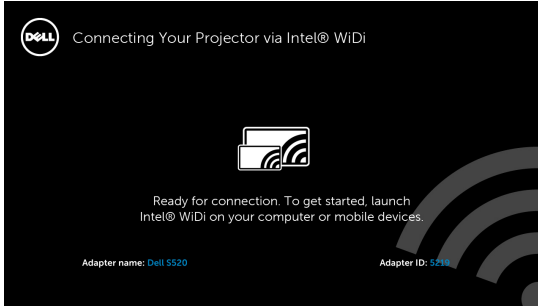 DELL
Connecting Your Projector via Intel® WiDi
Ready for connection. To get started, launch
Intel® WiDi on your computer or mobile devices.
Adapter name: Dell S520
Adapter ID: 5219